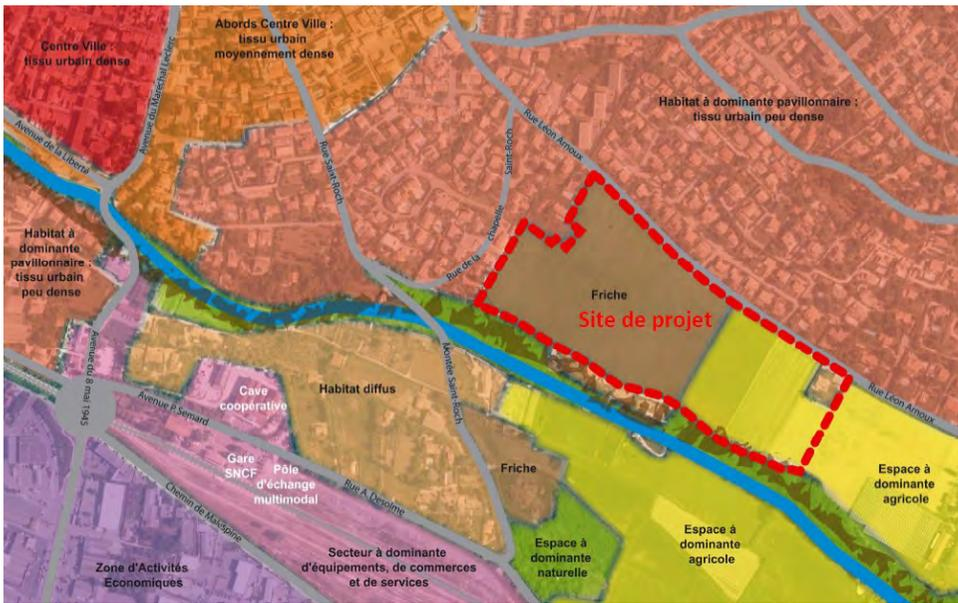 Centre Ville :
tissu urbain dense
Abords Centre Ville :
tissu urbain
moyennement dense
Avenue du Maréchal Leclerc
Avenue de la Liberté
Rue Saint-Roch
Rue de la chapelle Saint-Roch
Rue Léon Arnoux
Habitat à dominante pavillonnaire :
tissu urbain peu dense
Habitat à
dominante
pavillonnaire :
tissu urbain
peu dense
Friche
Site de projet
Rue Léon Arnoux
Avenue du 8 mai 1945
Avenue P. Semard
Cave
coopérative
Habitat diffus
Montée Saint-Roch
Gare
SNCF
Pôle
d'échange
multimodal
Rue A. Desolme
Friche
Chemin de Malespine
Espace à
dominante
agricole
Espace à
dominante
agricole
Espace à
dominante
naturelle
Secteur à dominante
d'équipements, de commerces
et de services
Zone d'Activités
Economiques